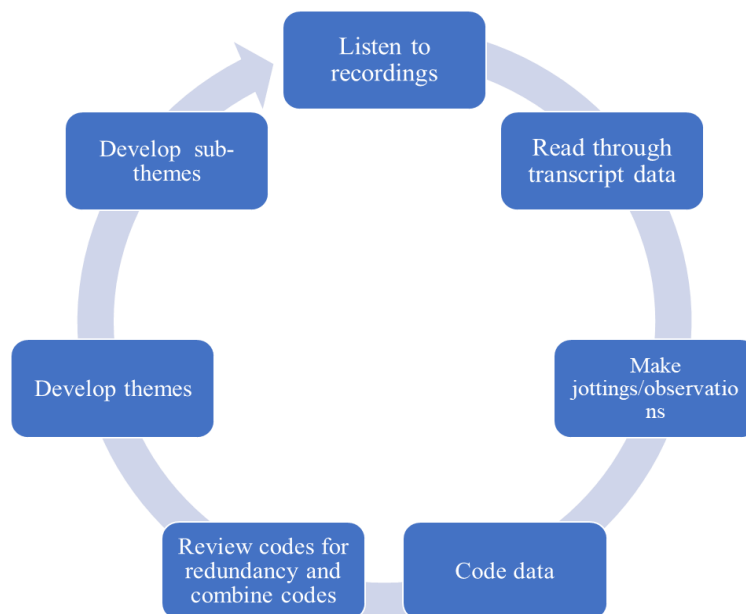 Listen to
recordings
Read through
transcript data
Make
jottings/observatio
ns
Code data
Review codes for
redundancy and
combine codes
Develop themes
Develop sub-
themes